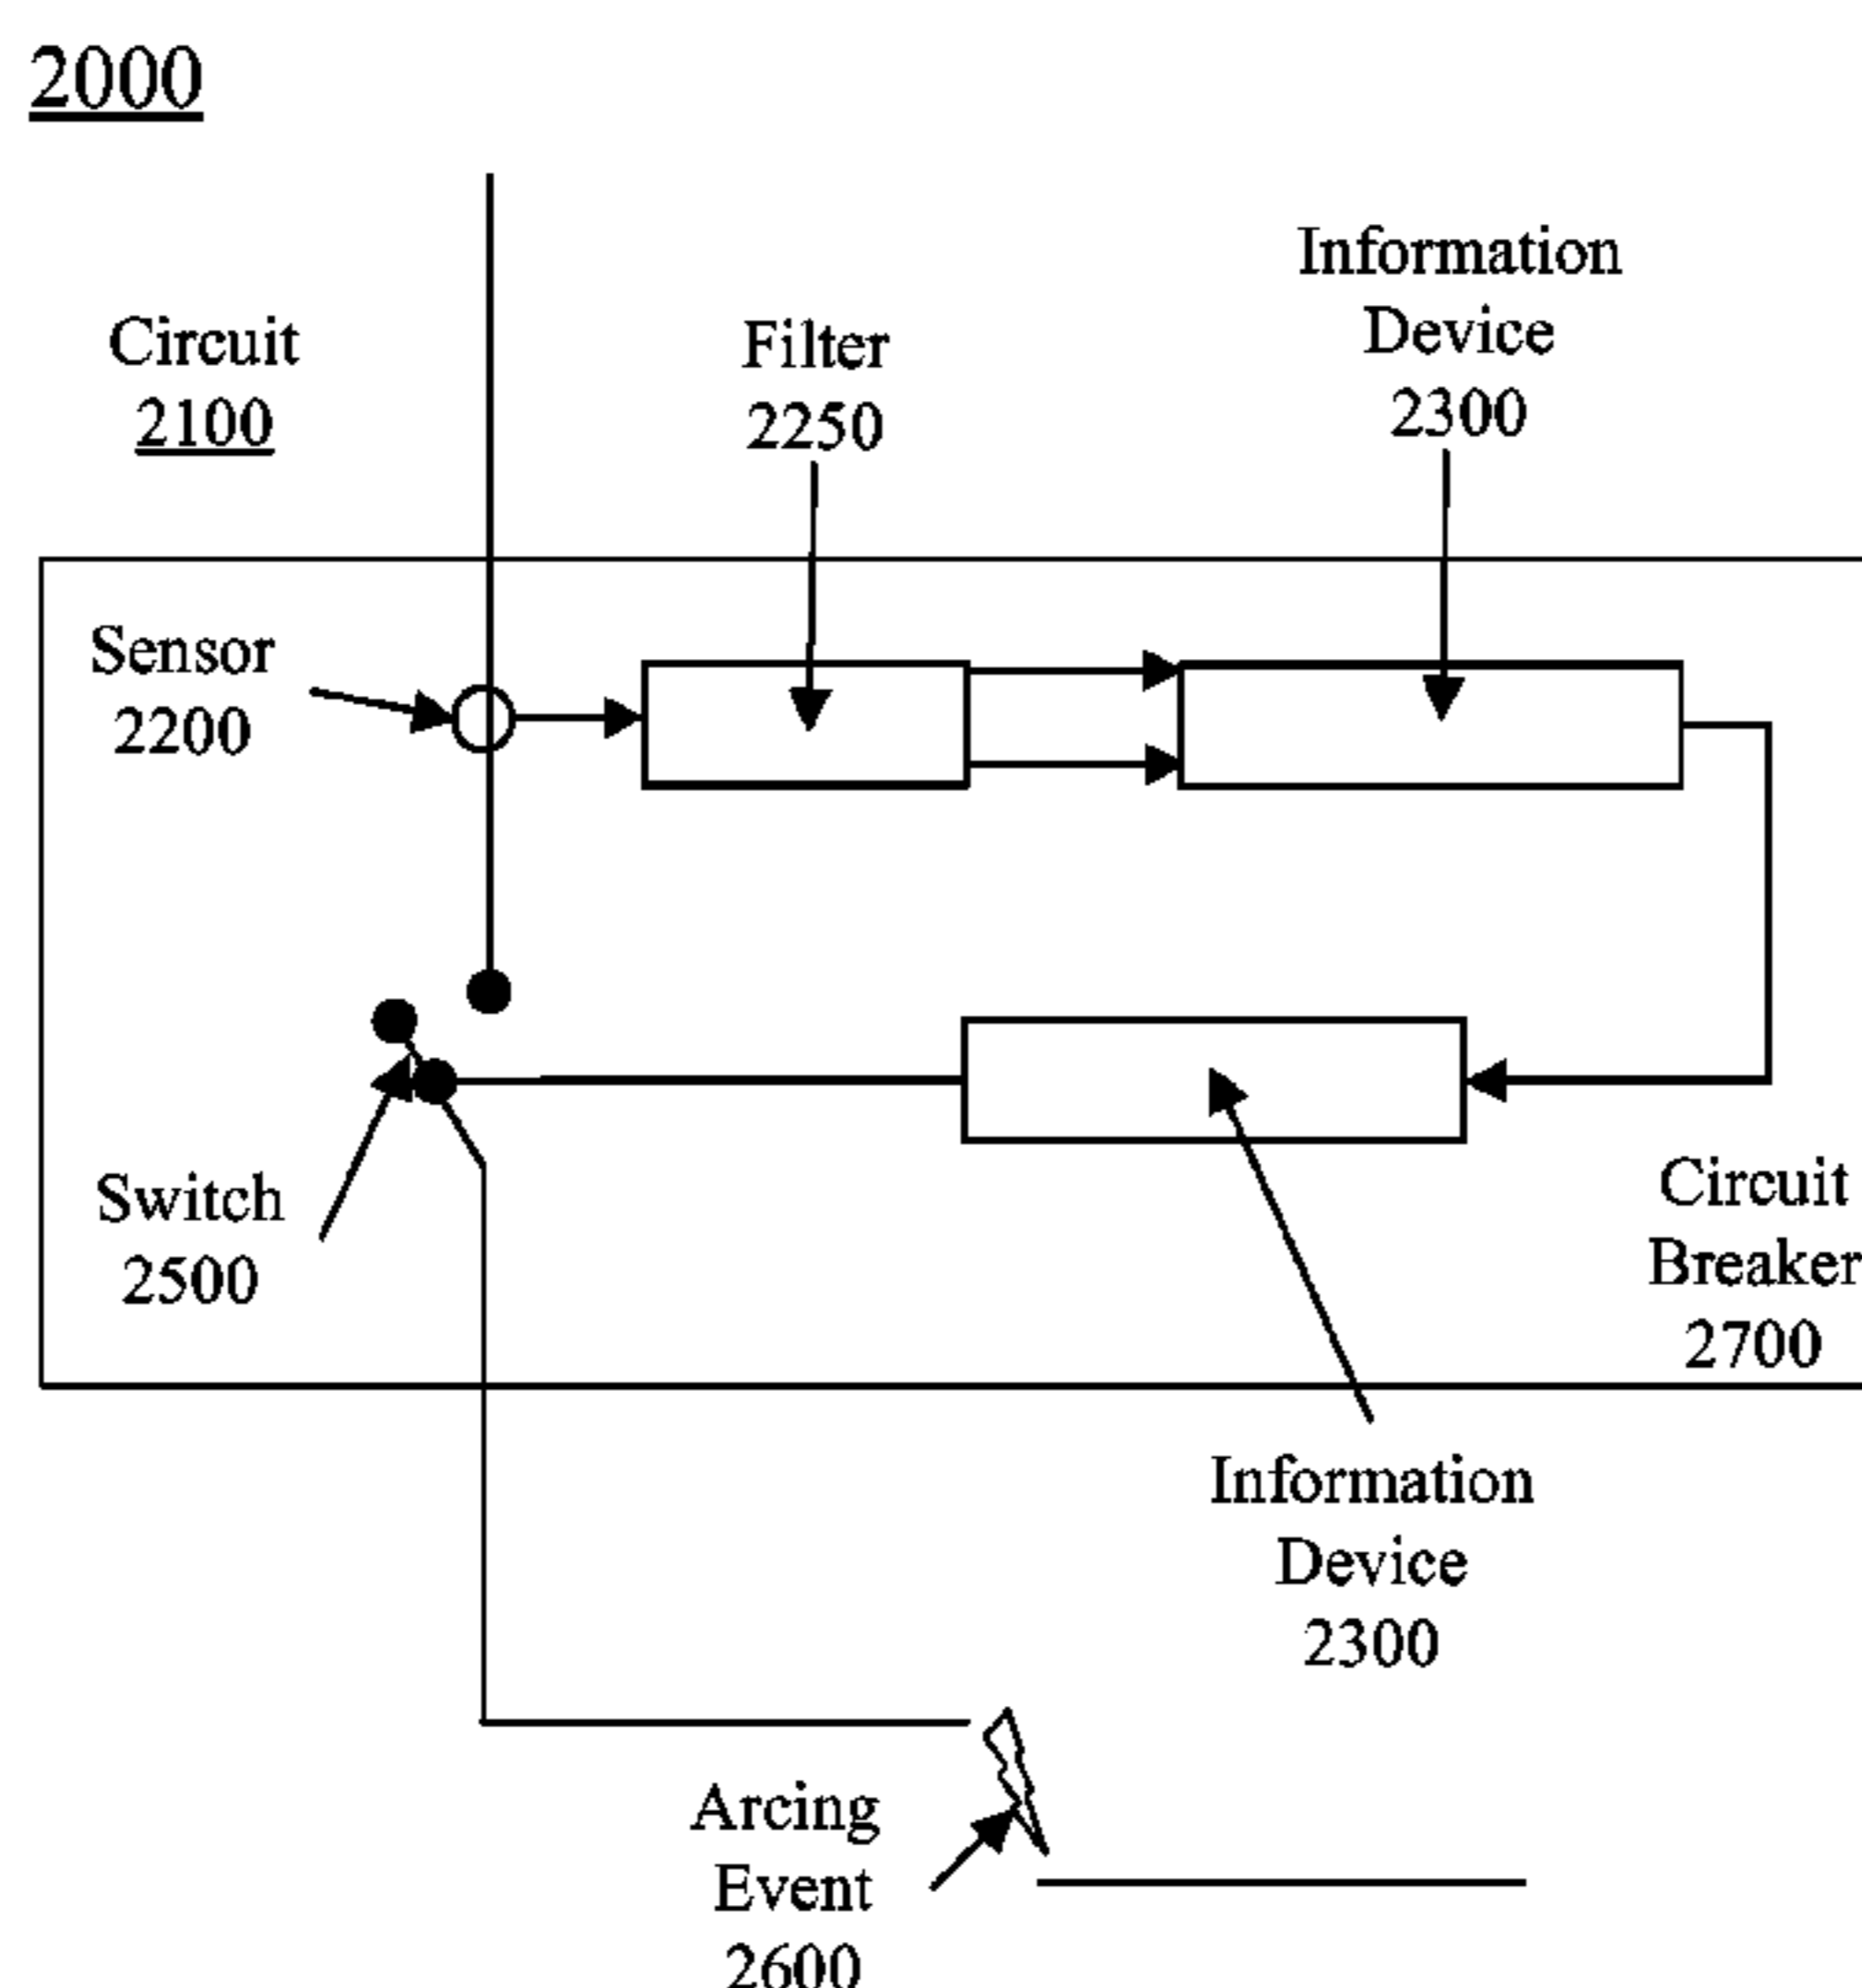 2000
Circuit
2100
Filter
2250
Information
Device
2300
Sensor
2200
Switch
2500
Circuit
Breaker
2700
Information
Device
2300
Arcing
Event
2600